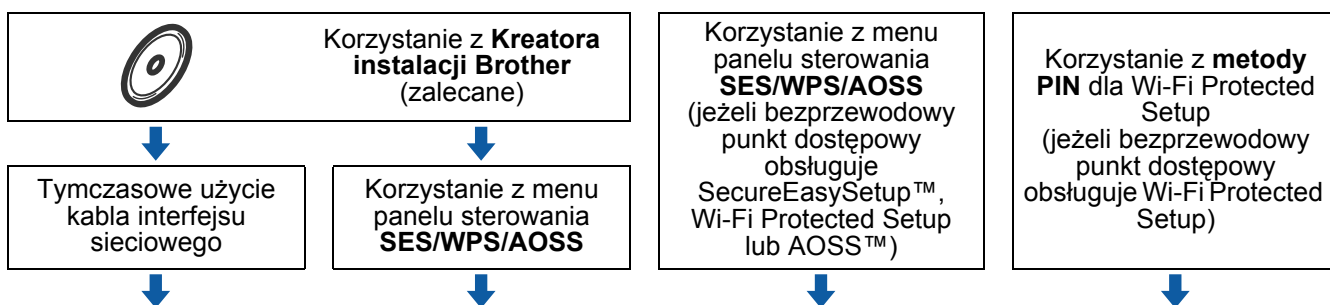 Korzystanie z Kreatora
instalacji Brother
(zalecane)
Tymczasowe użycie
kabla interfejsu
sieciowego
Korzystanie z menu
panelu sterowania
SES/WPS/AOSS
Korzystanie z menu
panelu sterowania
SES/WPS/AOSS
(jeżeli bezprzewodowy
punkt dostępowy
obsługuje
SecureEasySetup™,
Wi-Fi Protected Setup
lub AOSS™)
Korzystanie z metody
PIN dla Wi-Fi Protected
Setup
(jeżeli bezprzewodowy
punkt dostępowy
obsługuje Wi-Fi Protected
Setup)